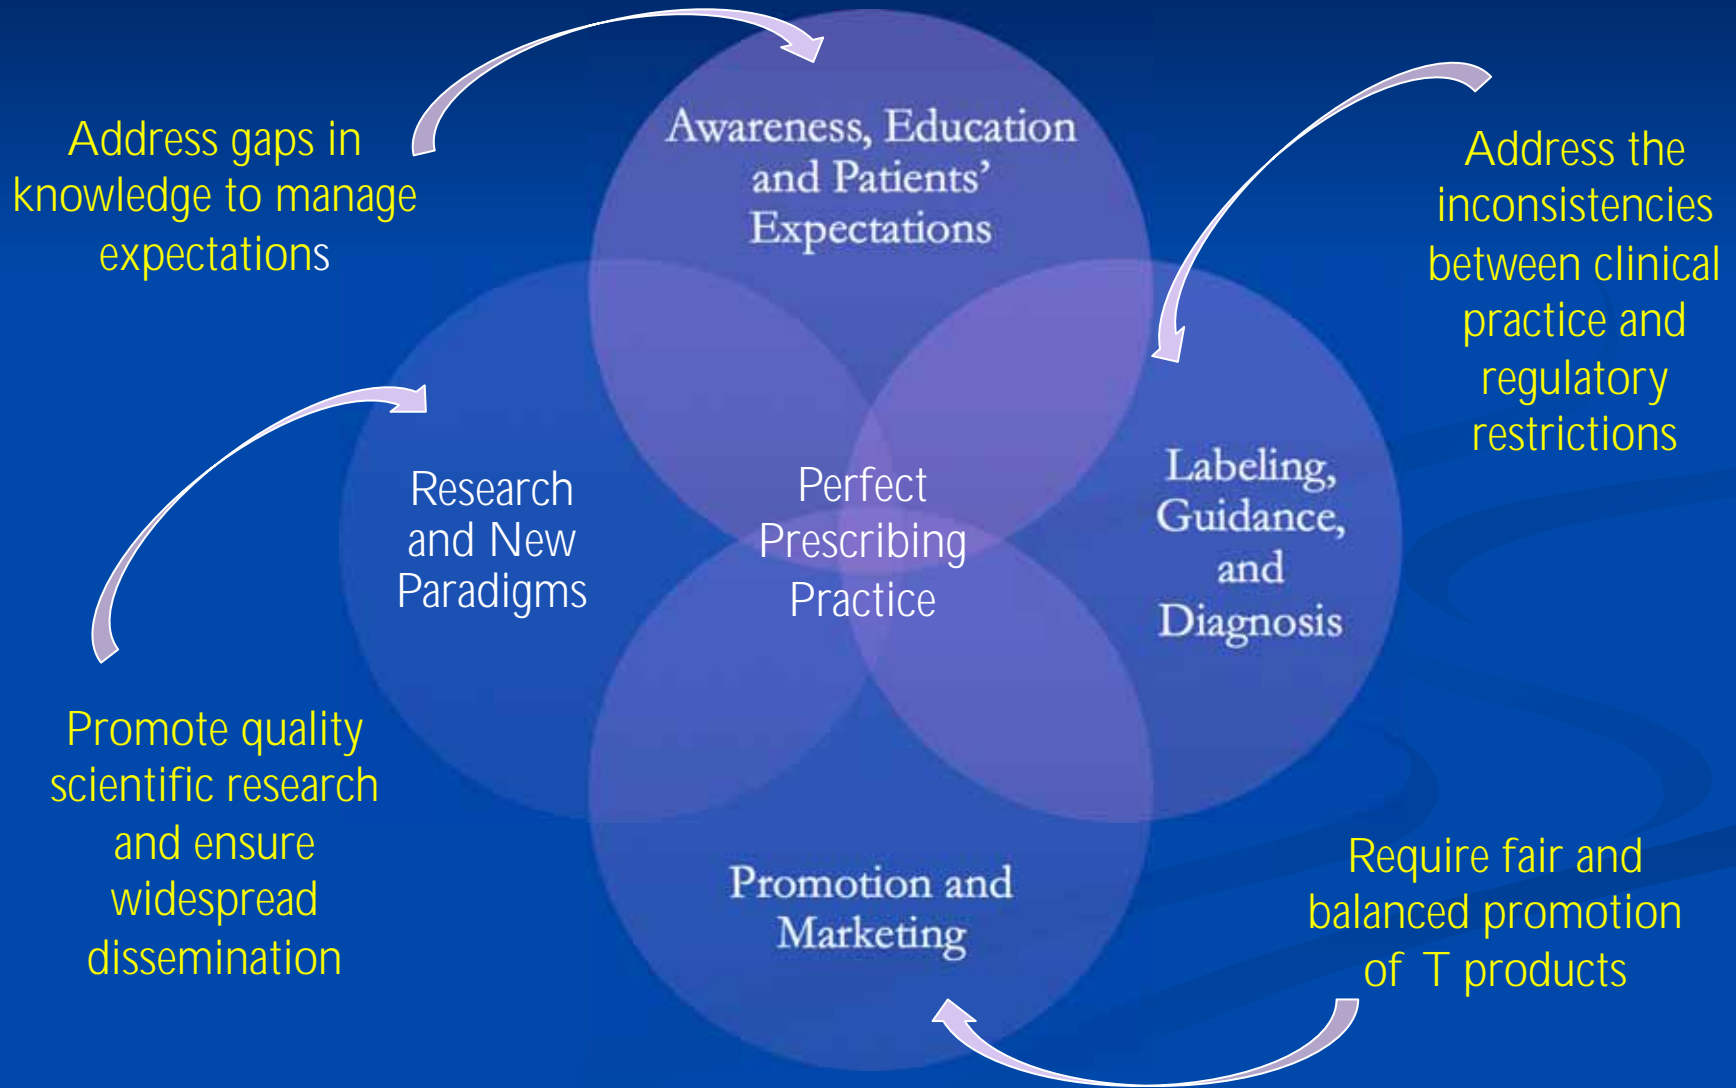 Address gaps in
knowledge to manage
expectations
Awareness, Education
and Patients’
Expectations
Address the
inconsistencies
between clinical
practice and
regulatory
restrictions
Research
and New
Paradigms
Perfect
Prescribing
Practice
Labeling,
Guidance,
and
Diagnosis
Promote quality
scientific research
and ensure
widespread
dissemination
Promotion and
Marketing
Require fair and
balanced promotion
of T products